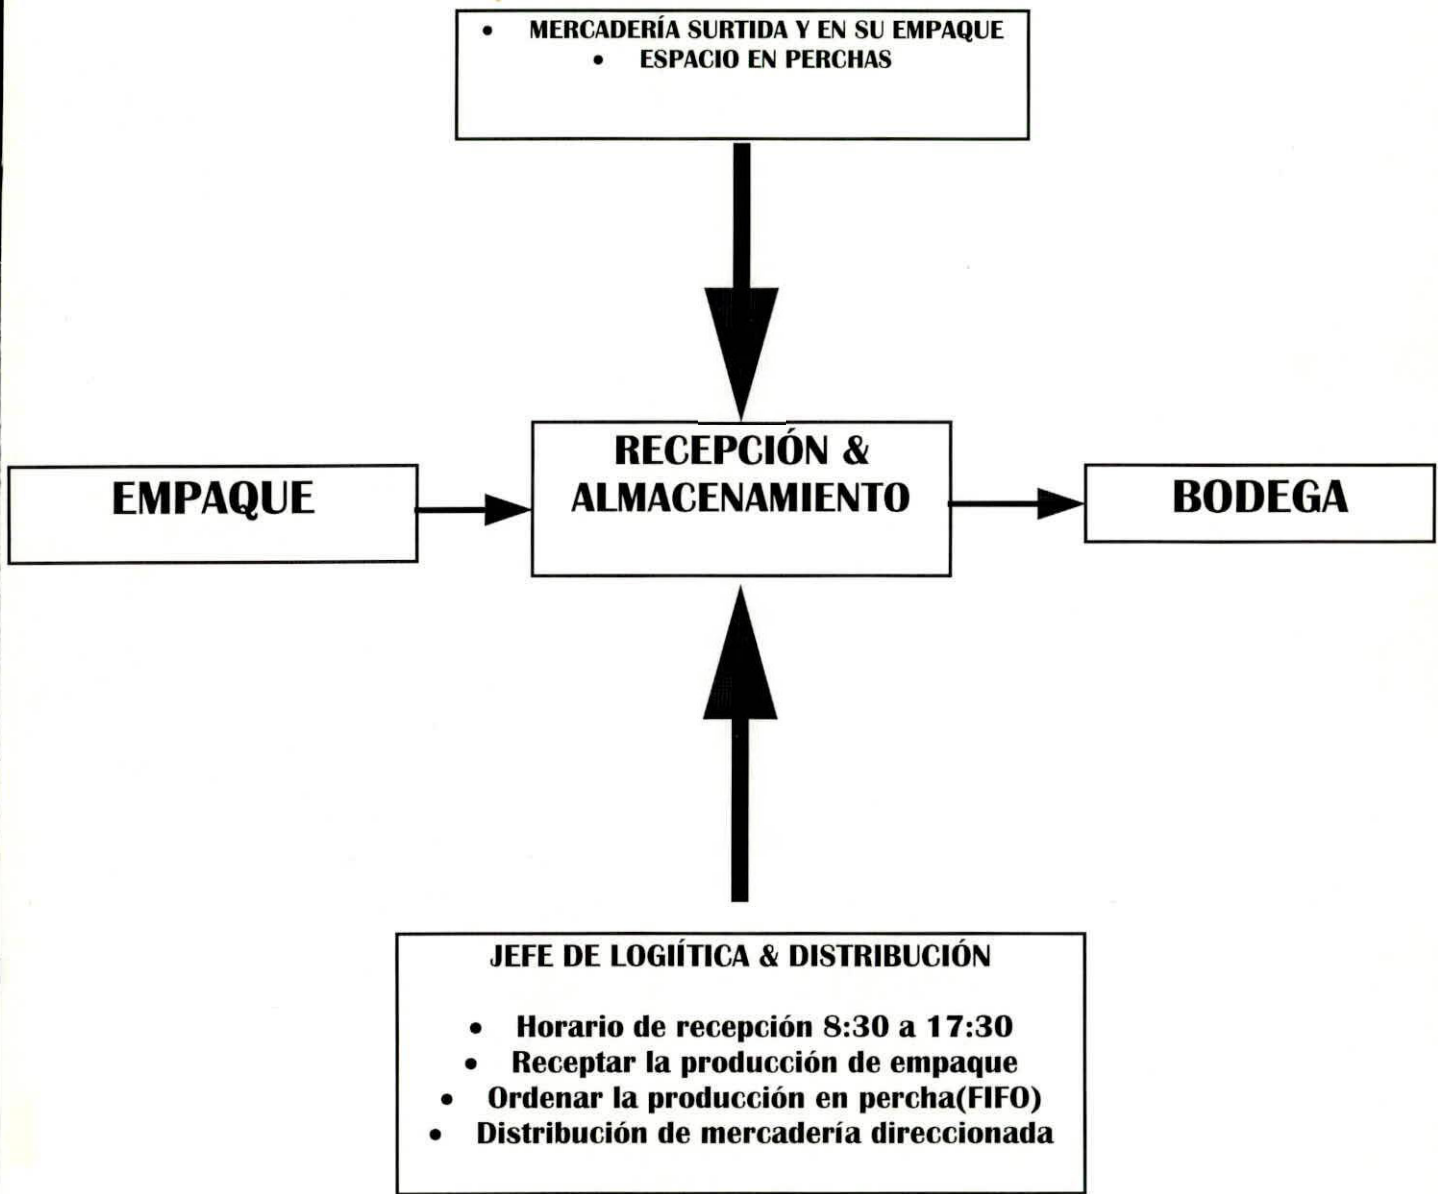 • MERCADERÍA SURTIDA Y EN SU EMPAQUE
• ESPACIO EN PERCHAS
EMPAQUE
RECEPCIÓN &
ALMACENAMIENTO
BODEGA
JEFE DE LOGIÍTICA & DISTRIBUCIÓN
• Horario de recepción 8:30 a 17:30
• Receptar la producción de empaque
• Ordenar la producción en percha(FIFO)
• Distribución de mercadería direccionada